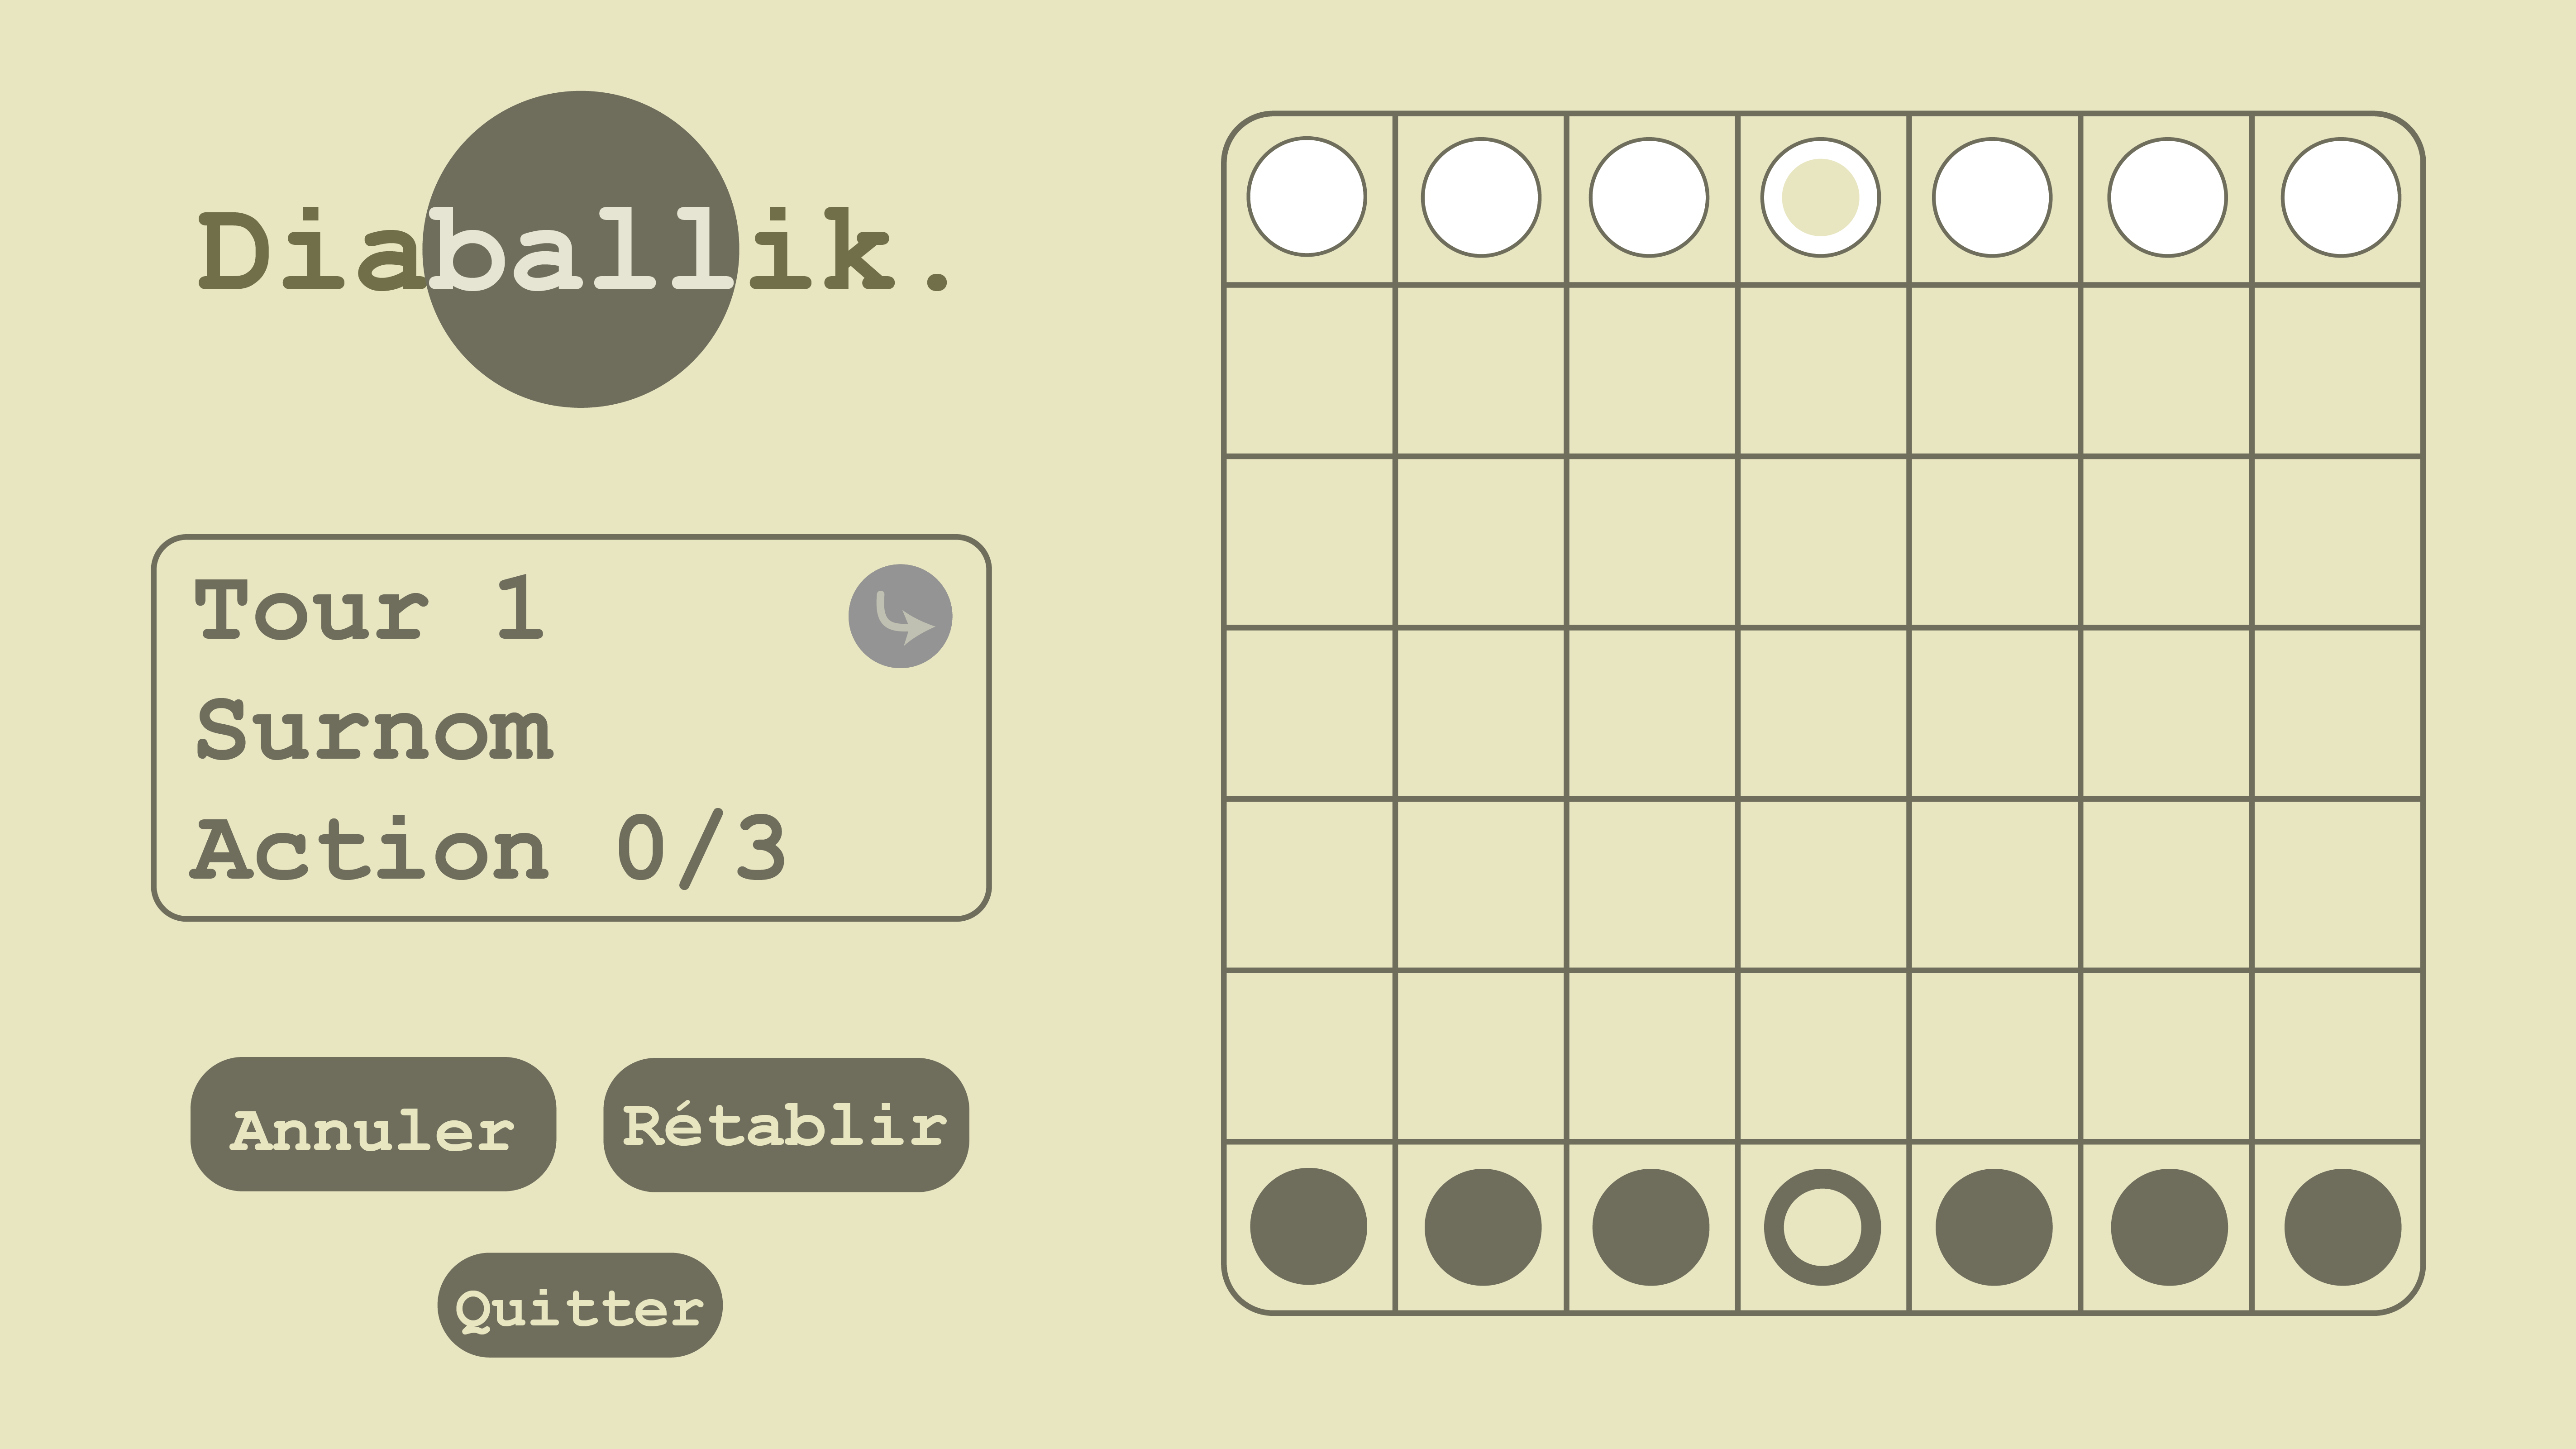 Diaballik.
Tour 1
Surnom
Action 0/3
Annuler
Rétablir
Quitter